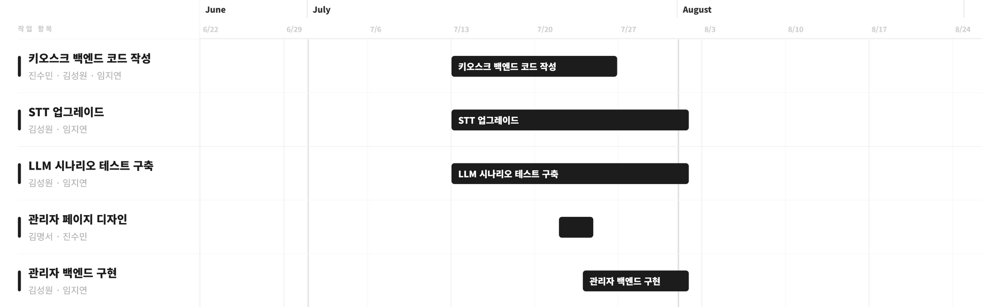 June July August
작업 항목 6/22 6/29 7/6 7/13 7/20 7/27 8/3 8/10 8/17 8/24
키오스크 백엔드 코드 작성
진수민 · 김성원 · 임지연
키오스크 백엔드 코드 작성
STT 업그레이드
김성원 · 임지연
STT 업그레이드
LLM 시나리오 테스트 구축
김성원 · 임지연
LLM 시나리오 테스트 구축
관리자 페이지 디자인
김명서 · 진수민
관리자 백엔드 구현
김성원 · 임지연
관리자 백엔드 구현